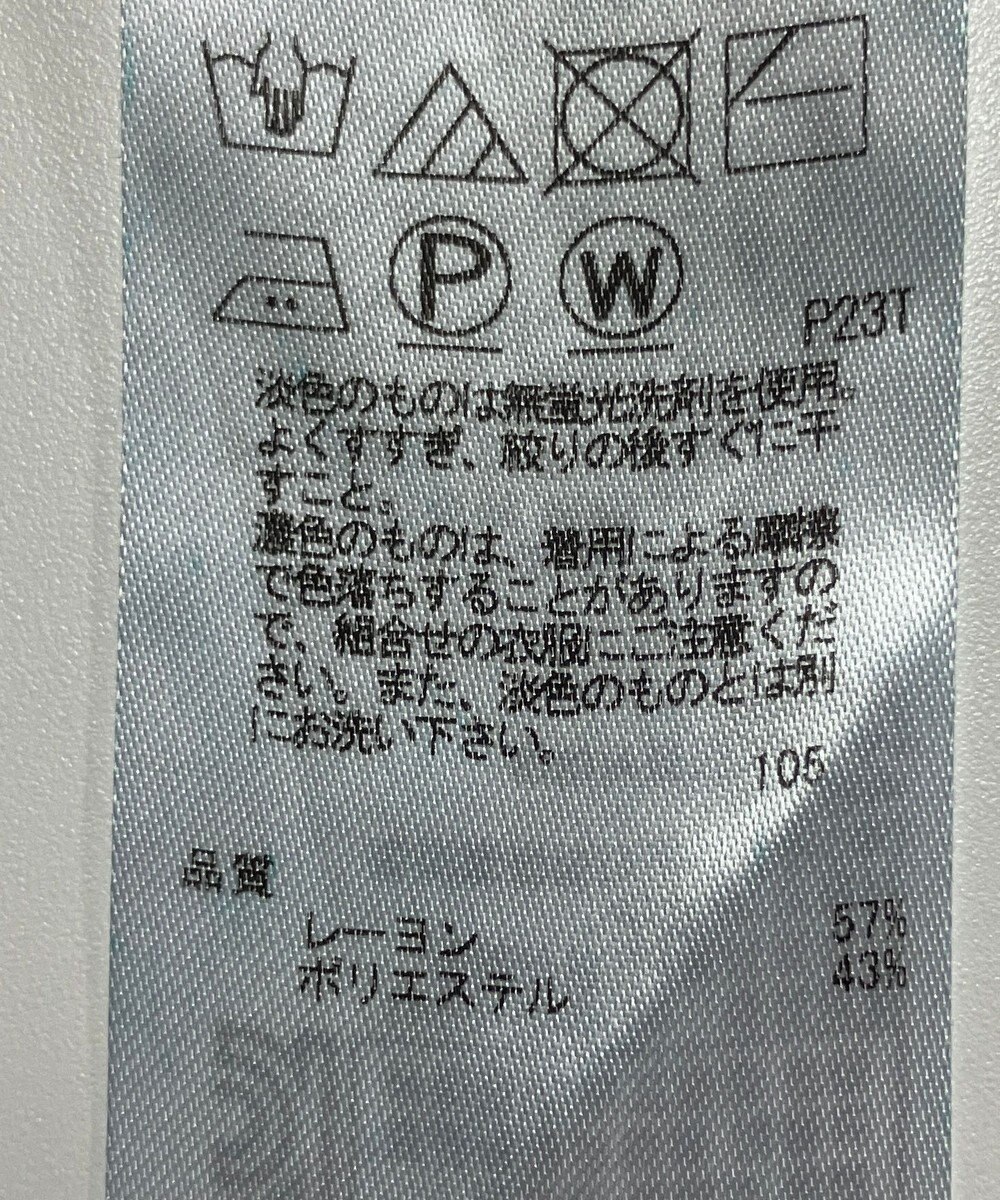 P W
P23T
淡色のものは無蛍光洗剤を使用。
よくすすぎ、絞りの後すぐに干
すこと。
濃色のものは、着用による摩擦
で色落ちすることがありますの
で、組合せの衣服にご注意くだ
さい。また、淡色のものとは別
にお洗い下さい。
105
品質
レーヨン 57%
ポリエステル 43%